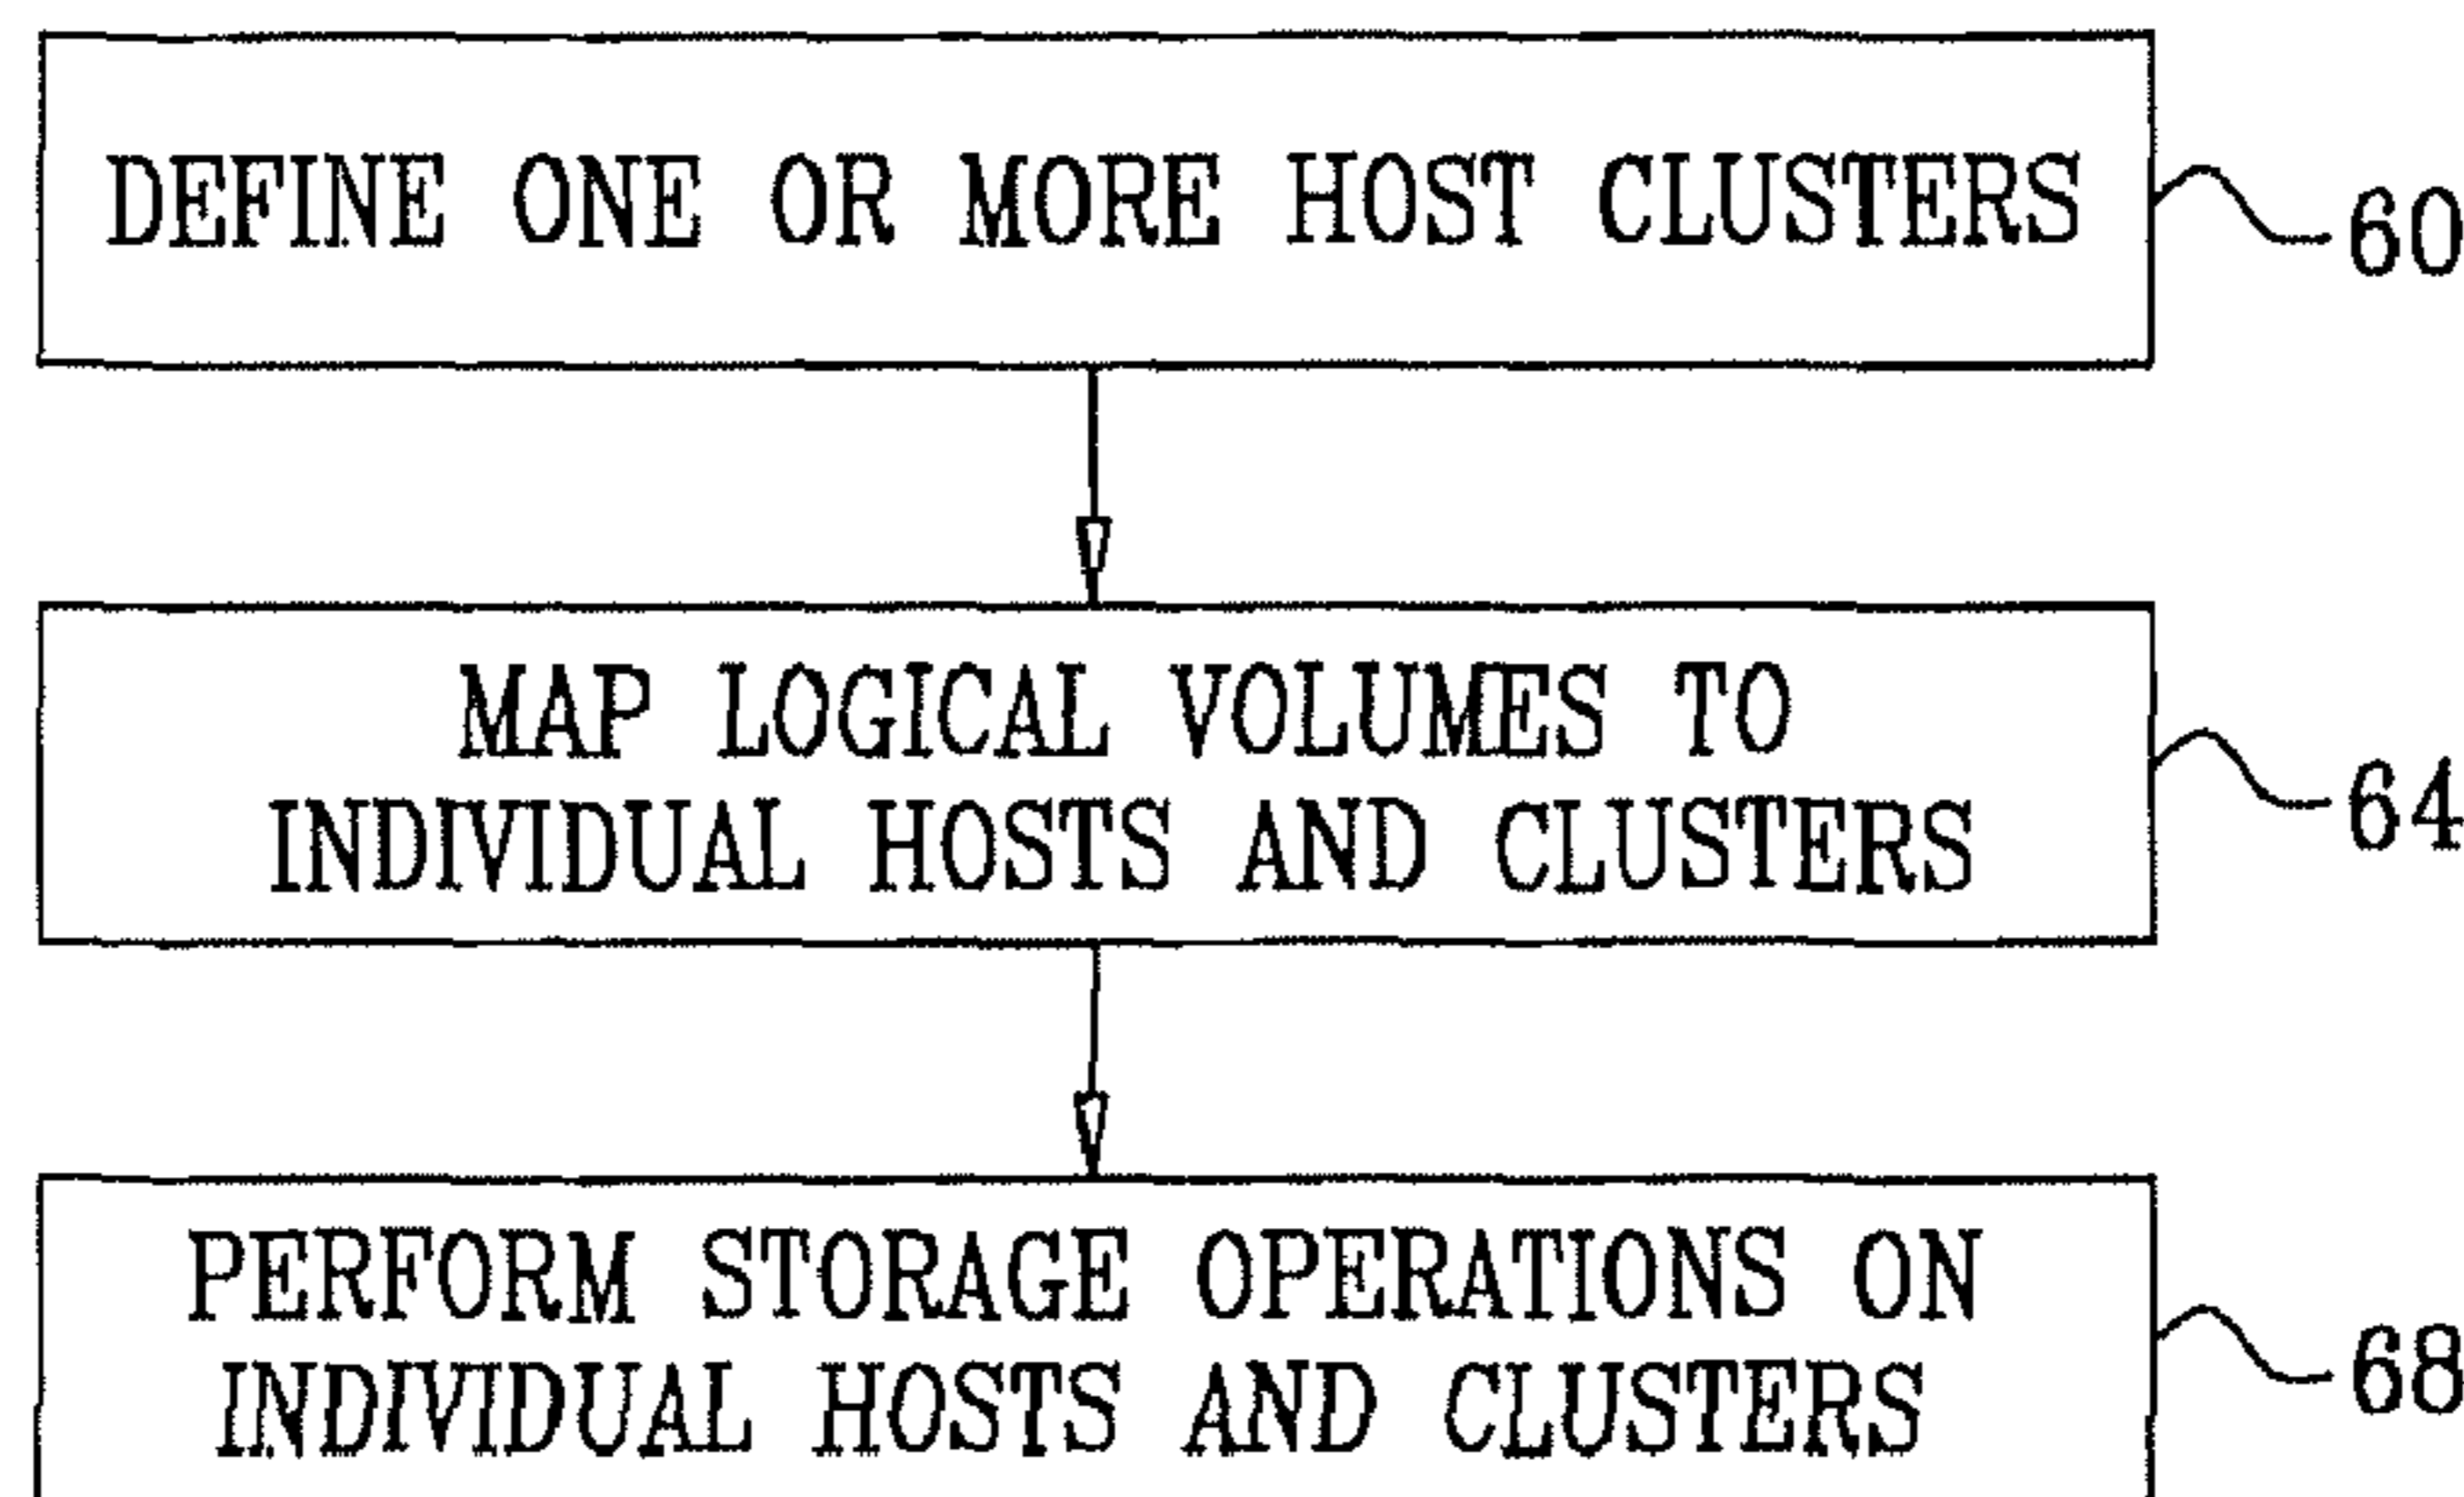 DEFINE ONE OR MORE HOST CLUSTERS
60
MAP LOGICAL VOLUMES TO
INDIVIDUAL HOSTS AND CLUSTERS
64
PERFORM STORAGE OPERATIONS ON
INDIVIDUAL HOSTS AND CLUSTERS
68